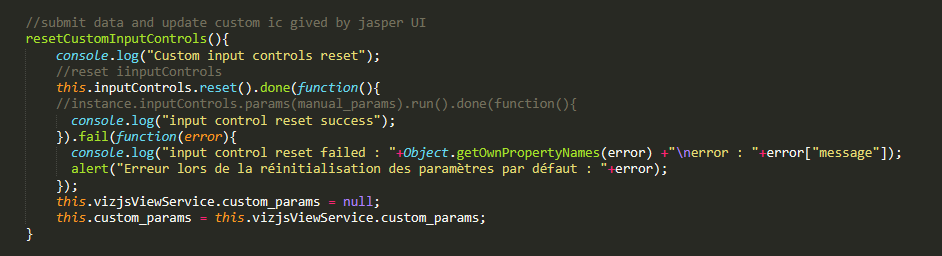 //submit data and update custom ic gived by jasper UI
resetCustomInputControls(){
console.log("Custom input controls reset");
//reset iinputControls
this.inputControls.reset().done(function(){
//instance.inputControls.params(manual_params).run().done(function(){
console.log("input control reset success");
}).fail(function(error){
console.log("input control reset failed : "+Object.getOwnPropertyNames(error) +"\nerror : "+error["message"]);
alert("Erreur lors de la réinitialisation des paramètres par défaut : "+error);
});
this.vizjsViewService.custom_params = null;
this.custom_params = this.vizjsViewService.custom_params;
}